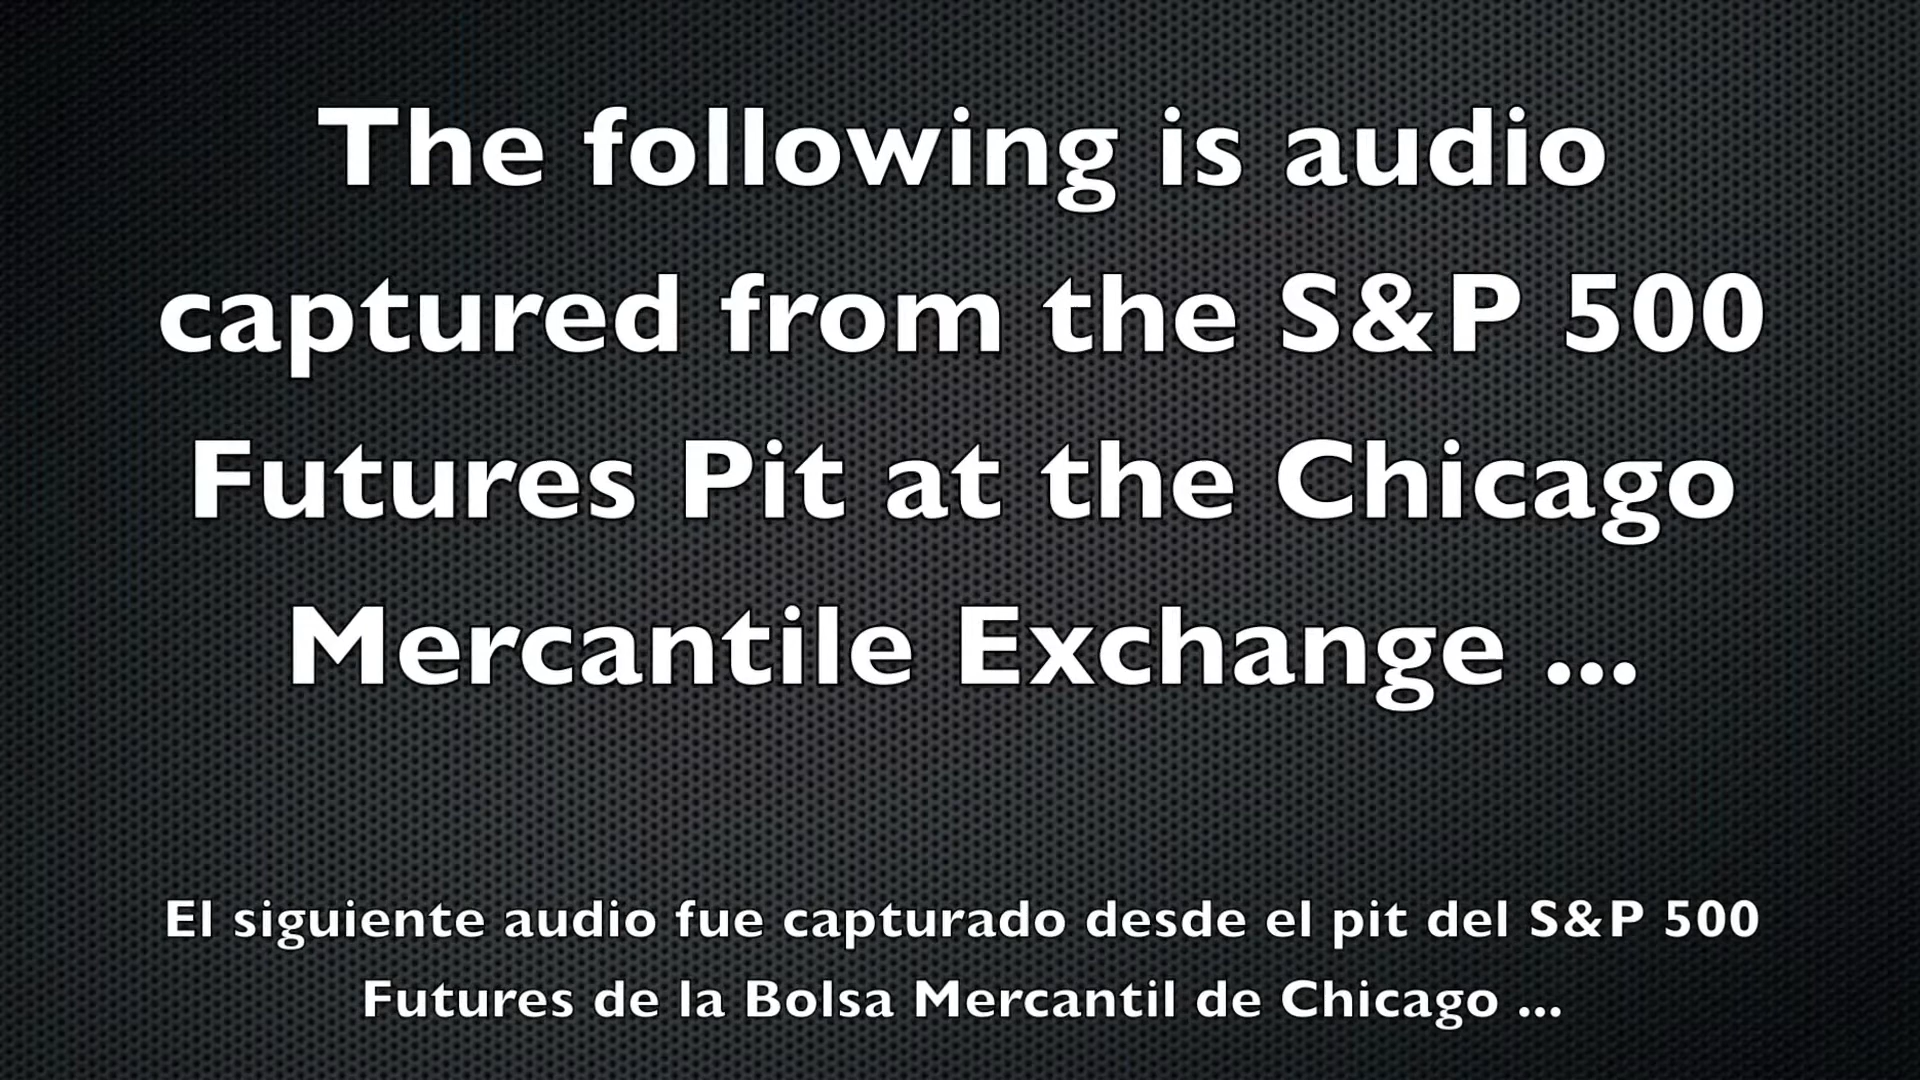 The following is audio
captured from the S&P 500
Futures Pit at the Chicago
Mercantile Exchange ...
El siguiente audio fue capturado desde el pit del S&P 500
Futures de la Bolsa Mercantil de Chicago ...